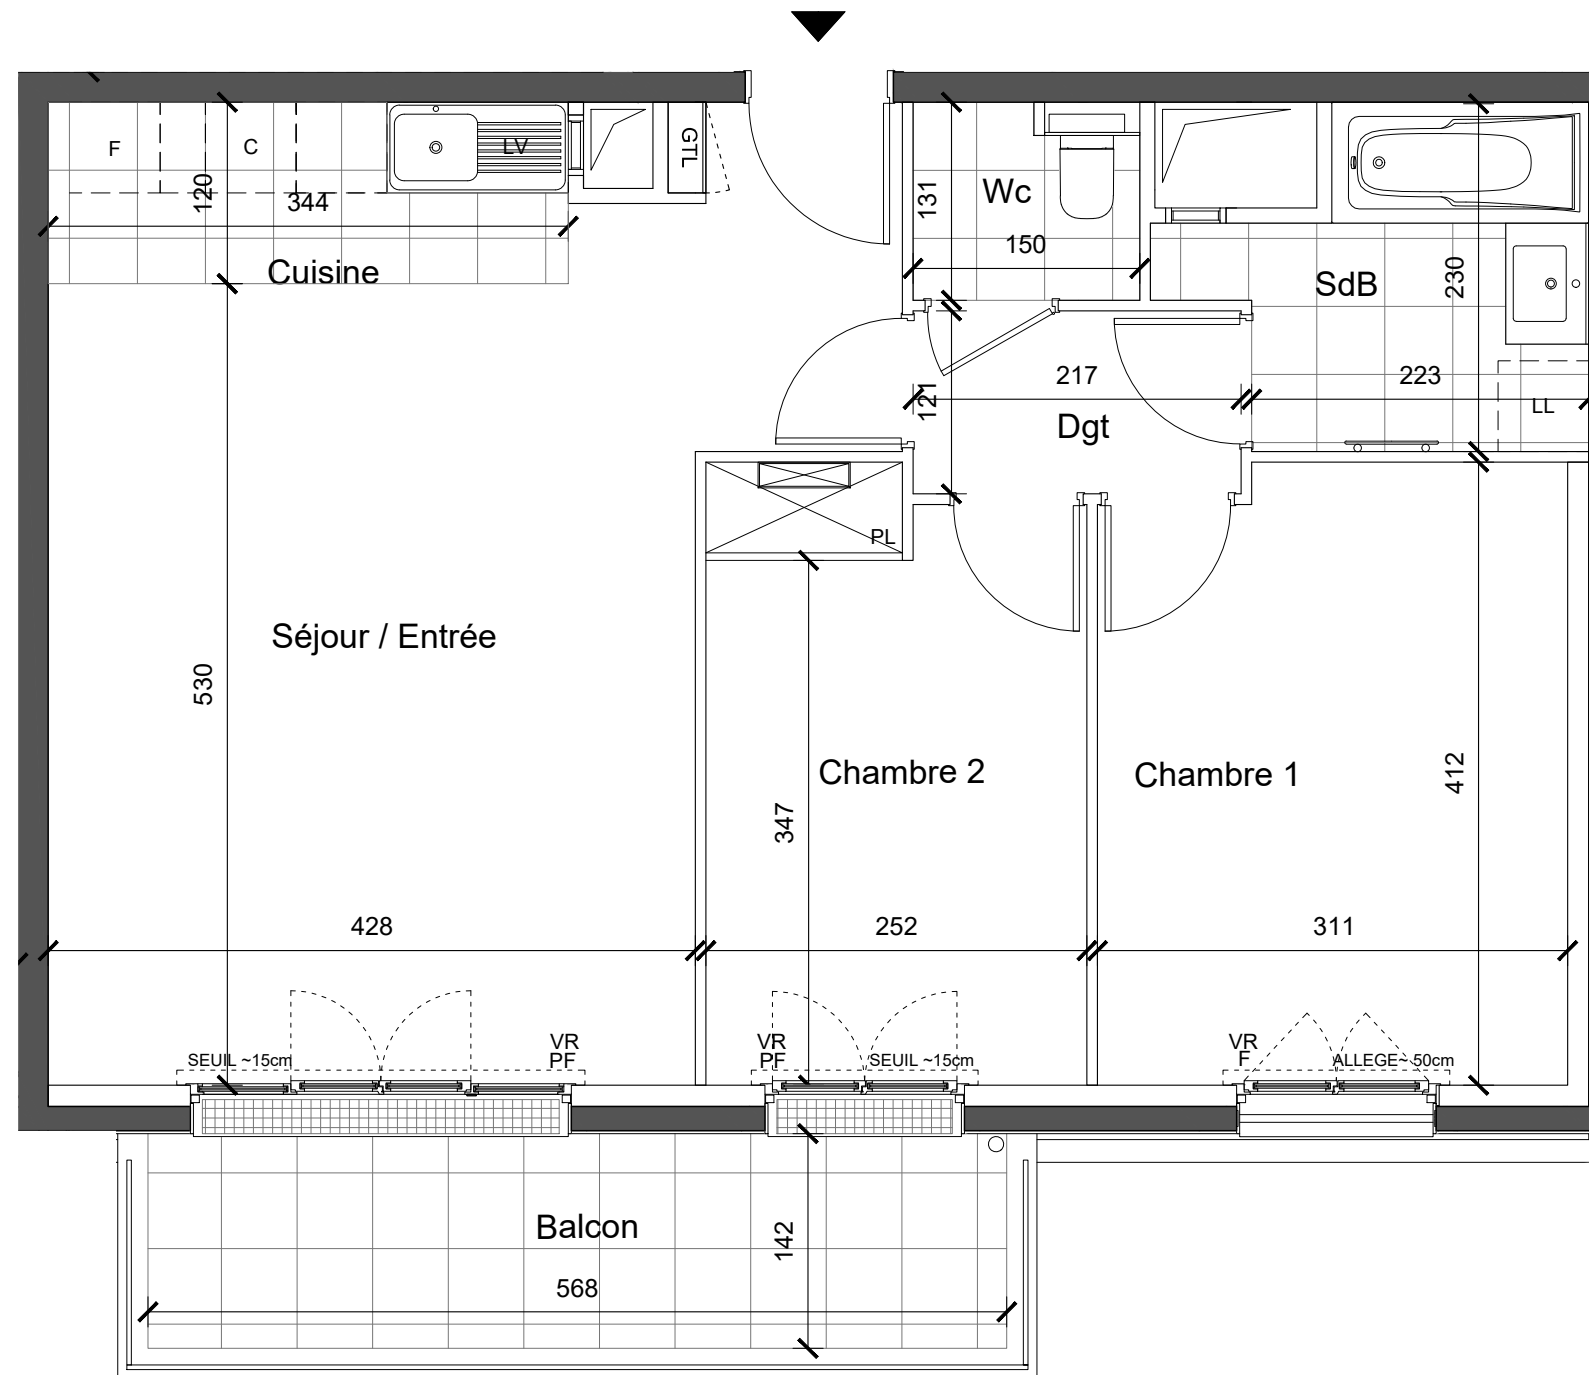 F
C
LV
GTL
120
344
Cuisine
131
Wc
150
SdB
230
217
223
121
Dgt
LL
PL
Séjour / Entrée
530
Chambre 2
Chambre 1
347
412
428
252
311
SEUIL ~15cm
VR
PF
VR
PF
SEUIL ~15cm
VR
F
ALLEGE~ 50cm
Balcon
142
568